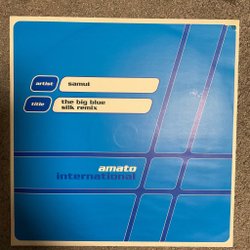 artist
samui
title
the big blue
silk remix
amato
international